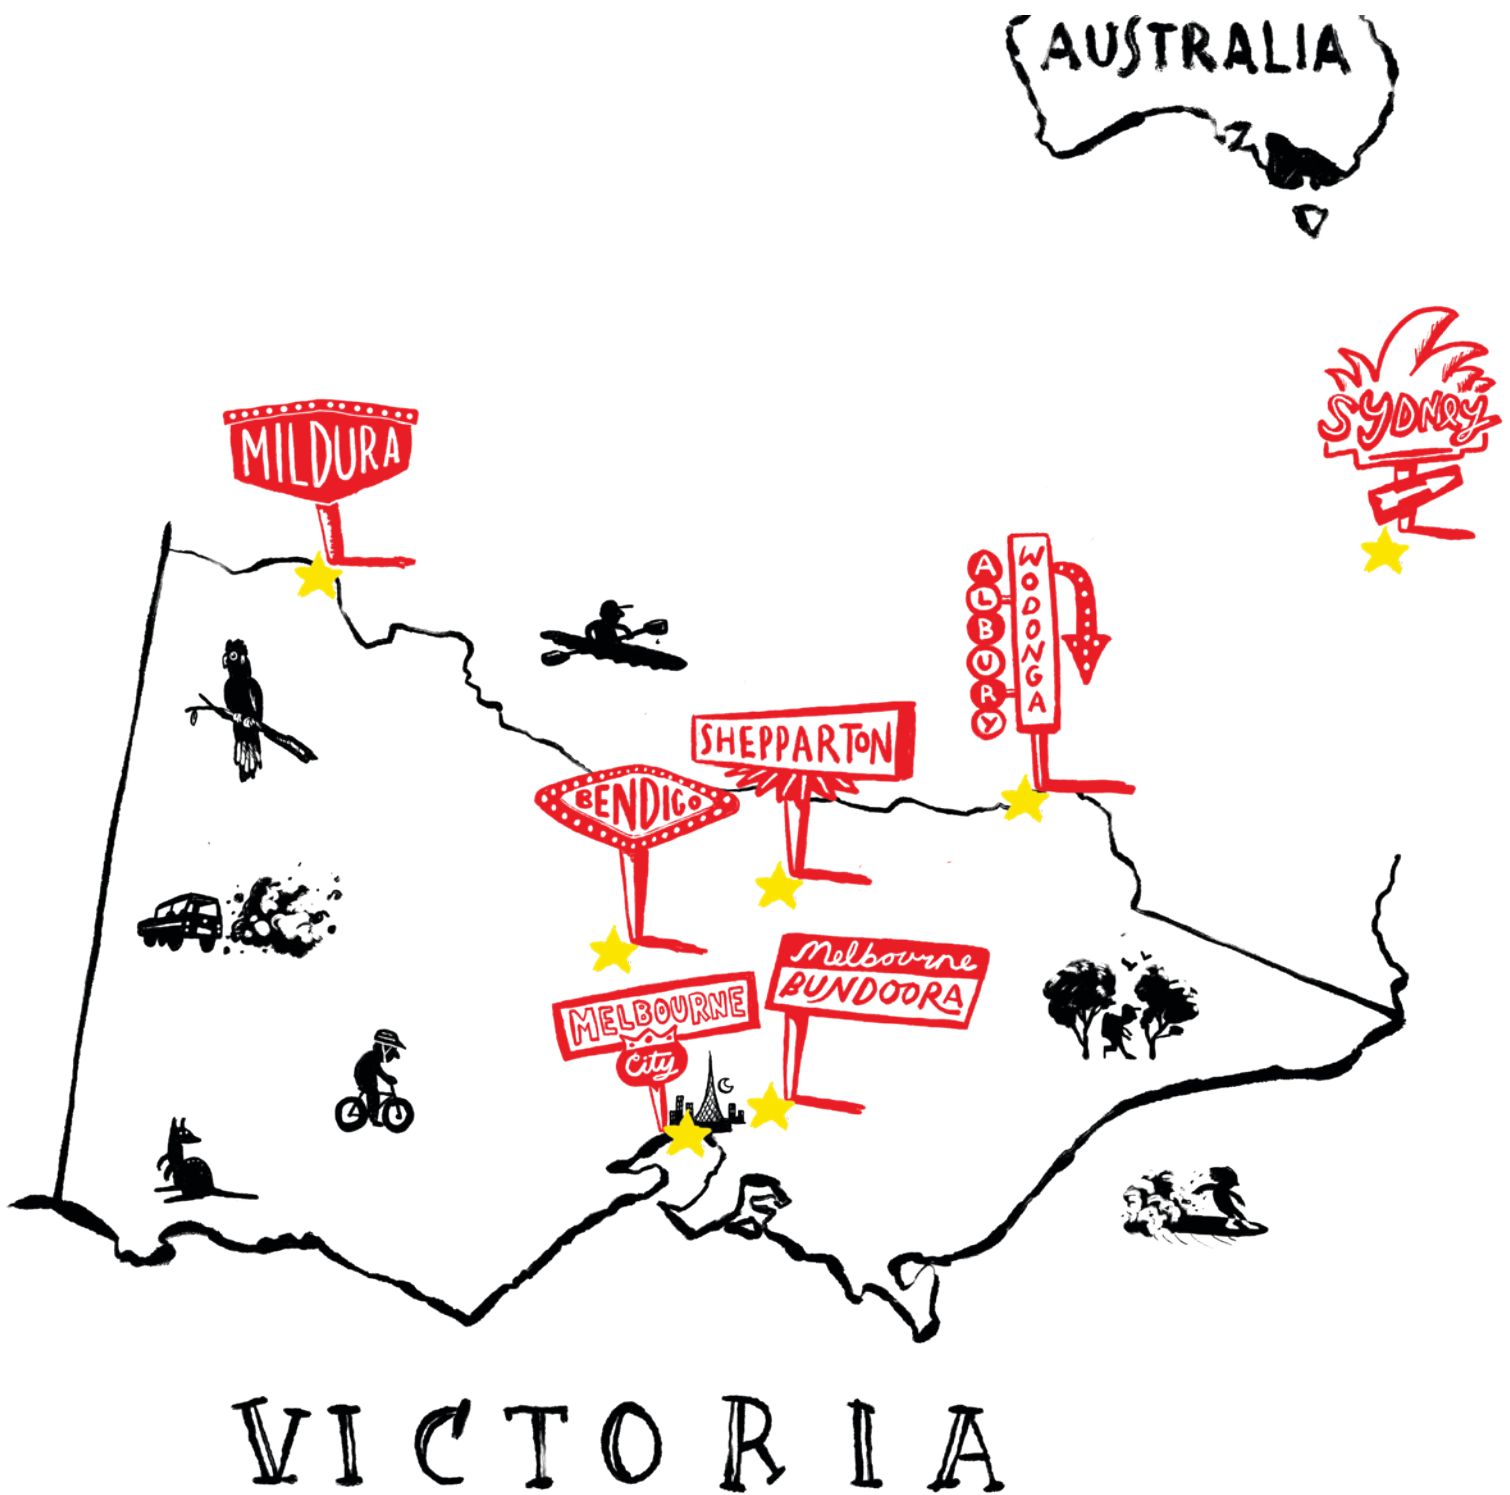 AUSTRALIA
SYDNEY
MILDURA
ALBURY
WODONGA
SHEPPARTON
BENDIGO
Melbourne
BUNDOORA
MELBOURNE
City
VICTORIA